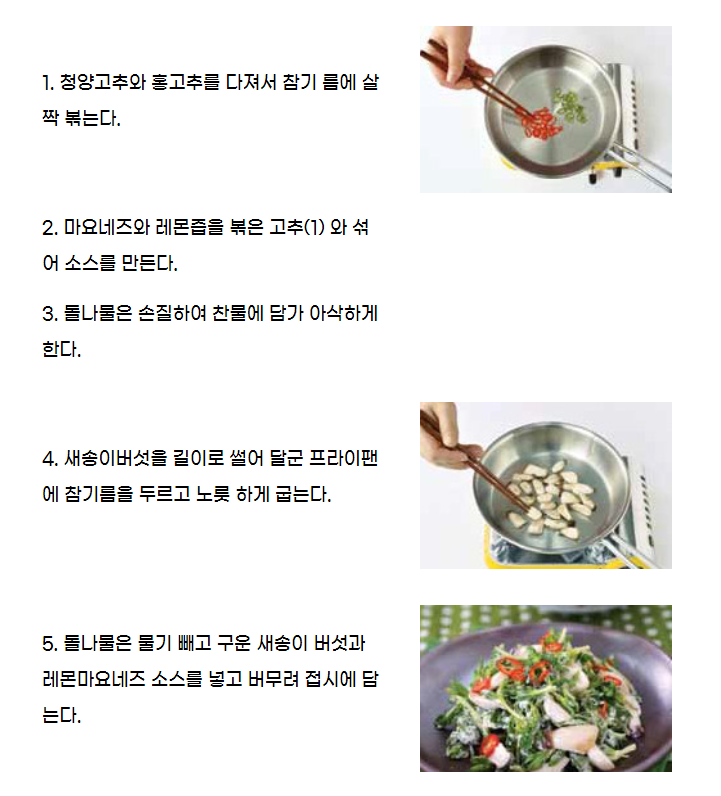 1. 청양고추와 홍고추를 다져서 참기 름에 살
짝 볶는다.
2. 마요네즈와 레몬즙을 볶은 고추(1) 와 섞
어 소스를 만든다.
3. 돌나물은 손질하여 찬물에 담가 아삭하게
한다.
4. 새송이버섯을 길이로 썰어 달군 프라이팬
에 참기름을 두르고 노릇 하게 굽는다.
5. 돌나물은 물기 빼고 구운 새송이 버섯과
레몬마요네즈 소스를 넣고 버무려 접시에 담
는다.